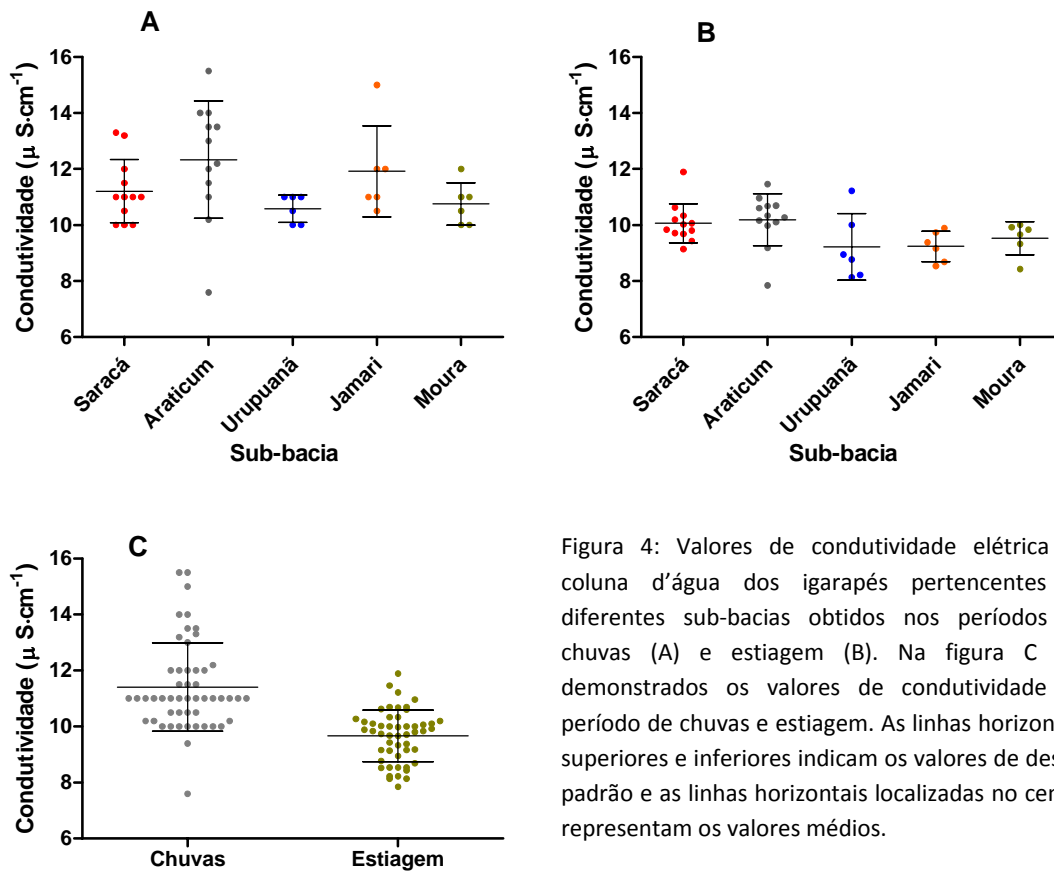 A
Condutividade (μ S·cm⁻¹)
16
14
12
10
8
6
Saracá
Araticum
Urupuanã
Jamari
Moura
Sub-bacia
B
Condutividade (μ S·cm⁻¹)
16
14
12
10
8
6
Saracá
Araticum
Urupuanã
Jamari
Moura
Sub-bacia
C
Condutividade (μ S·cm⁻¹)
16
14
12
10
8
6
Chuvas
Estiagem
Figura 4: Valores de condutividade elétrica
coluna d’água dos igarapés pertencentes
diferentes sub-bacias obtidos nos períodos
chuvas (A) e estiagem (B). Na figura C
demonstrados os valores de condutividade
período de chuvas e estiagem. As linhas horizon
superiores e inferiores indicam os valores de des
padrão e as linhas horizontais localizadas no cen
representam os valores médios.